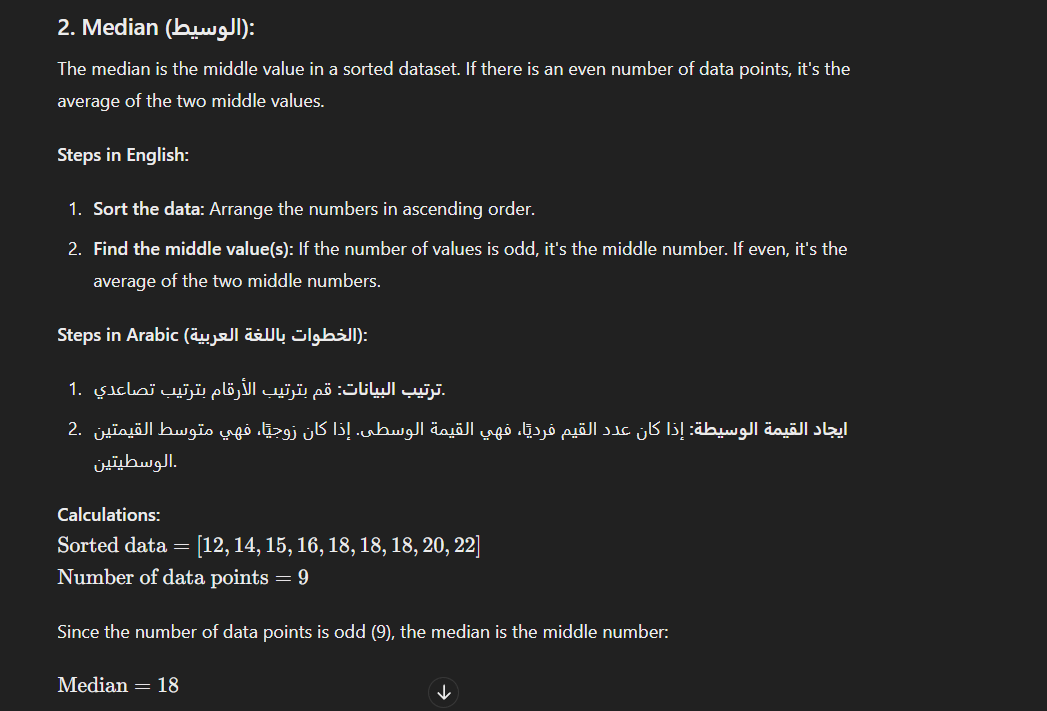 2. Median (الوسيط):
The median is the middle value in a sorted dataset. If there is an even number of data points, it's the
average of the two middle values.
Steps in English:
1. Sort the data: Arrange the numbers in ascending order.
2. Find the middle value(s): If the number of values is odd, it's the middle number. If even, it's the
average of the two middle numbers.
Steps in Arabic (الخطوات باللغة العربية):
1. ترتيب البيانات: قم بترتيب الأرقام بترتيب تصاعدي.
2. ايجاد القيمة الوسيطة: إذا كان عدد القيم فرديًا، فهي القيمة الوسطى. إذا كان زوجيًا، فهي متوسط القيمتين
الوسطيتين.
Calculations:
Sorted data = [12, 14, 15, 16, 18, 18, 18, 20, 22]
Number of data points = 9
Since the number of data points is odd (9), the median is the middle number:
Median = 18